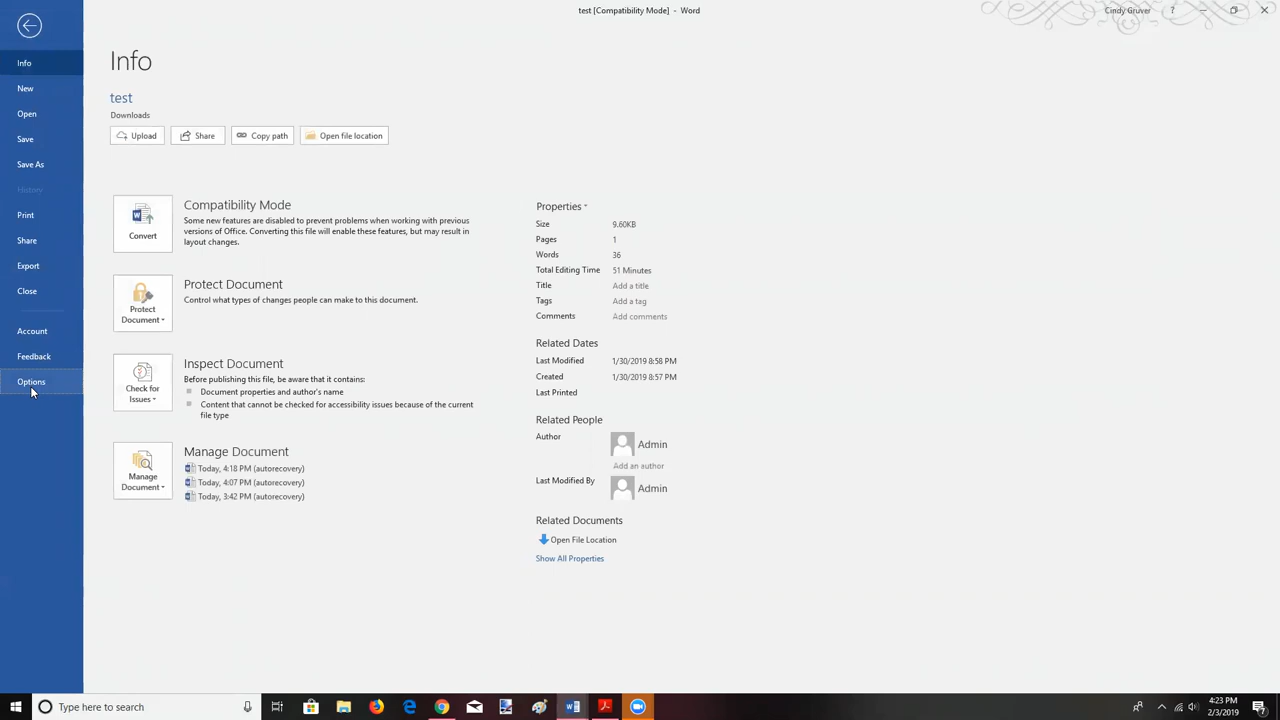 test [Compatibility Mode] - Word
Cindy Gruver
?
Info
New
Open
Save
Save As
History
Print
Share
Export
Close
Account
Feedback
Options
Info
test
Downloads
Upload
Share
Copy path
Open file location
Convert
Compatibility Mode
Some new features are disabled to prevent problems when working with previous
versions of Office. Converting this file will enable these features, but may result in
layout changes.
Protect
Document
Protect Document
Control what types of changes people can make to this document.
Check for
Issues
Inspect Document
Before publishing this file, be aware that it contains:
Document properties and author's name
Content that cannot be checked for accessibility issues because of the current
file type
Manage
Document
Manage Document
Today, 4:18 PM (autorecovery)
Today, 4:07 PM (autorecovery)
Today, 3:42 PM (autorecovery)
Properties
Size 9.60KB
Pages 1
Words 36
Total Editing Time 51 Minutes
Title Add a title
Tags Add a tag
Comments Add comments
Related Dates
Last Modified 1/30/2019 8:58 PM
Created 1/30/2019 8:57 PM
Last Printed
Related People
Author Admin
Add an author
Last Modified By Admin
Related Documents
Open File Location
Show All Properties
Type here to search
4:23 PM
2/3/2019